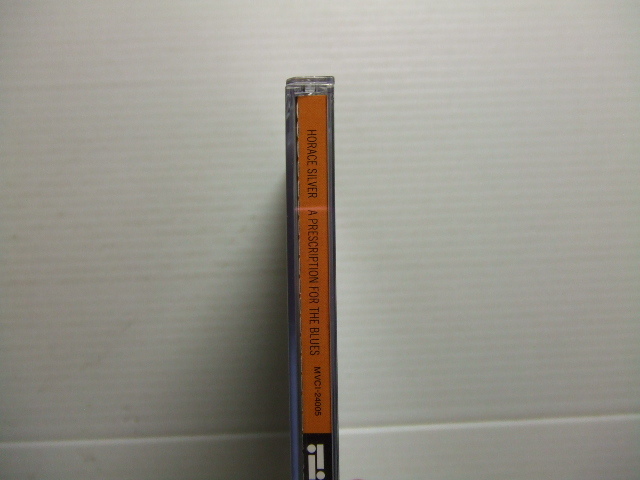 HORACE SILVER A PRESCRIPTION FOR THE BLUES MVCI-24005